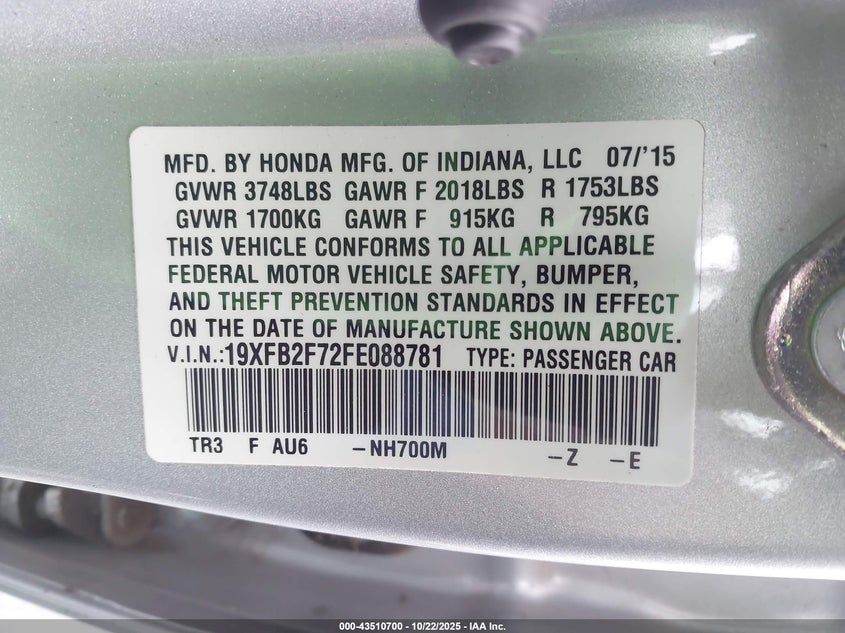 MFD. BY HONDA MFG. OF INDIANA, LLC 07/'15
GVWR 3748LBS GAWR F 2018LBS R 1753LBS
GVWR 1700KG GAWR F 915KG R 795KG
THIS VEHICLE CONFORMS TO ALL APPLICABLE
FEDERAL MOTOR VEHICLE SAFETY, BUMPER,
AND THEFT PREVENTION STANDARDS IN EFFECT
ON THE DATE OF MANUFACTURE SHOWN ABOVE.
V.I.N.:19XFB2F72FE088781 TYPE: PASSENGER CAR
TR3 F AU6 -NH700M -Z -E
000-43510700 - 10/22/2025 - IAA Inc.